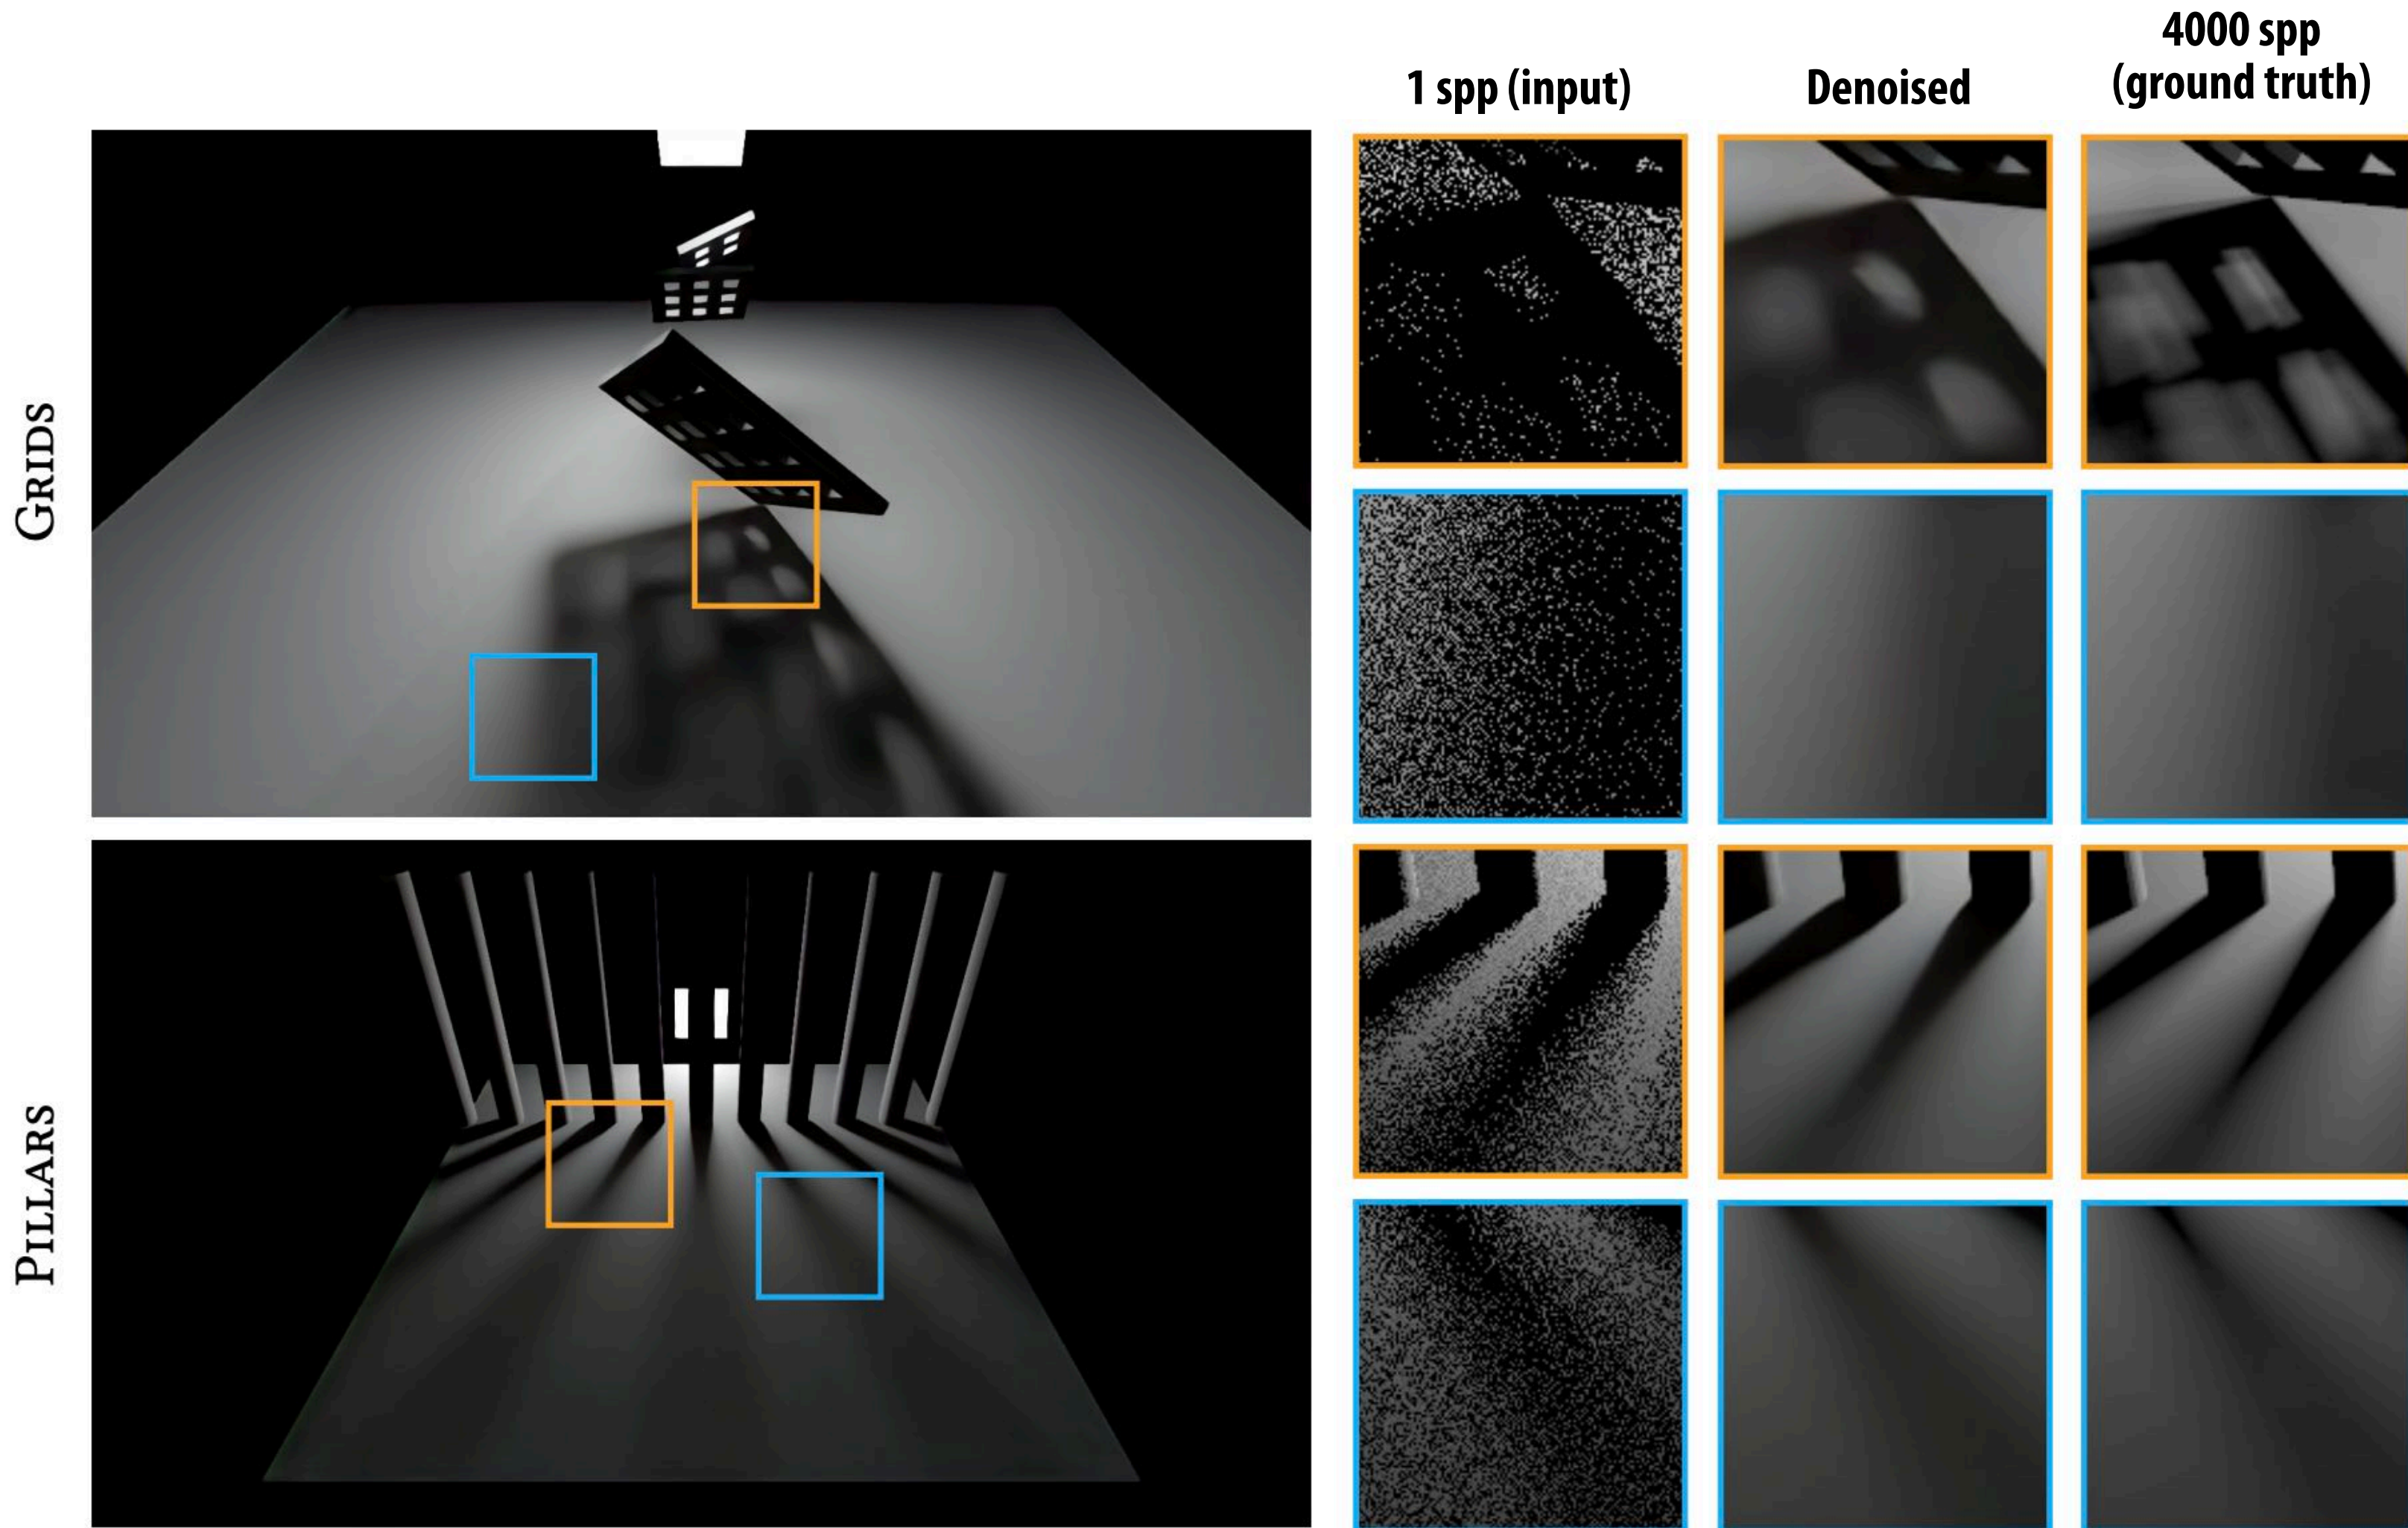 4000 spp
1 spp (input) Denoised (ground truth)
GRIDS
PILLARS